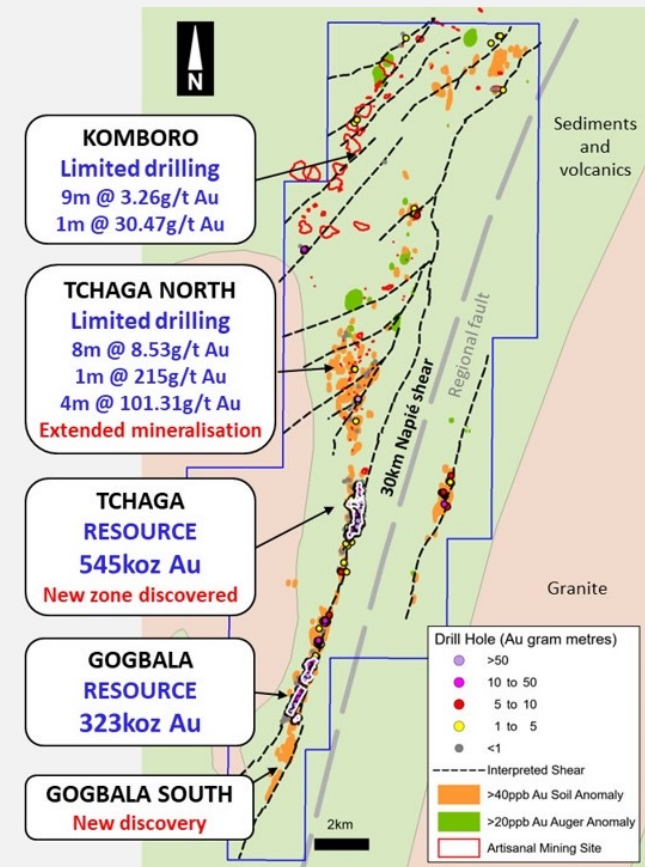 N
KOMBORO
Limited drilling
9m @ 3.26g/t Au
1m @ 30.47g/t Au
Sediments
and
volcanics
TCHAGA NORTH
Limited drilling
8m @ 8.53g/t Au
1m @ 215g/t Au
4m @ 101.31g/t Au
Extended mineralisation
Regional fault
30km Napié shear
TCHAGA
RESOURCE
545koz Au
New zone discovered
Granite
GOGBALA
RESOURCE
323koz Au
GOGBALA SOUTH
New discovery
2km
Drill Hole (Au gram metres)
>50
10 to 50
5 to 10
1 to 5
<1
Interpreted Shear
>40ppb Au Soil Anomaly
>20ppb Au Auger Anomaly
Artisanal Mining Site